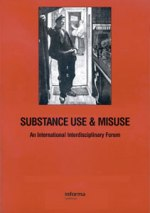 SUBSTANCE USE & MISUSE
An International Interdisciplinary Forum
informa